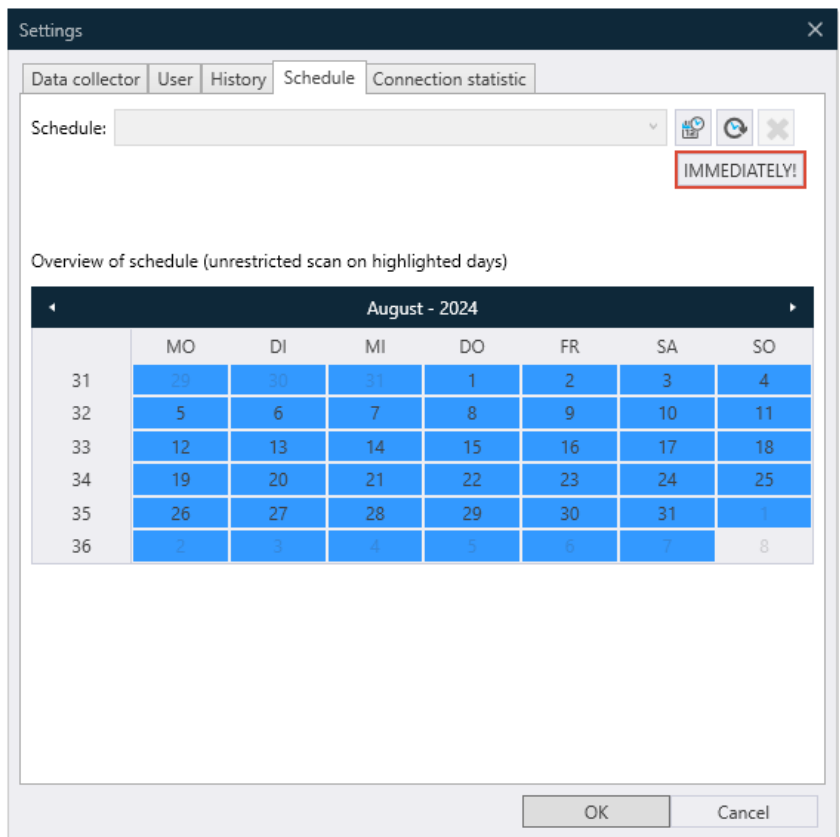 Settings
Data collector User History Schedule Connection statistic
Schedule:
12
IMMEDIATELY!
Overview of schedule (unrestricted scan on highlighted days)
August - 2024
MO DI MI DO FR SA SO
31 29 30 31 1 2 3 4
32 5 6 7 8 9 10 11
33 12 13 14 15 16 17 18
34 19 20 21 22 23 24 25
35 26 27 28 29 30 31 1
36 2 3 4 5 6 7 8
OK Cancel